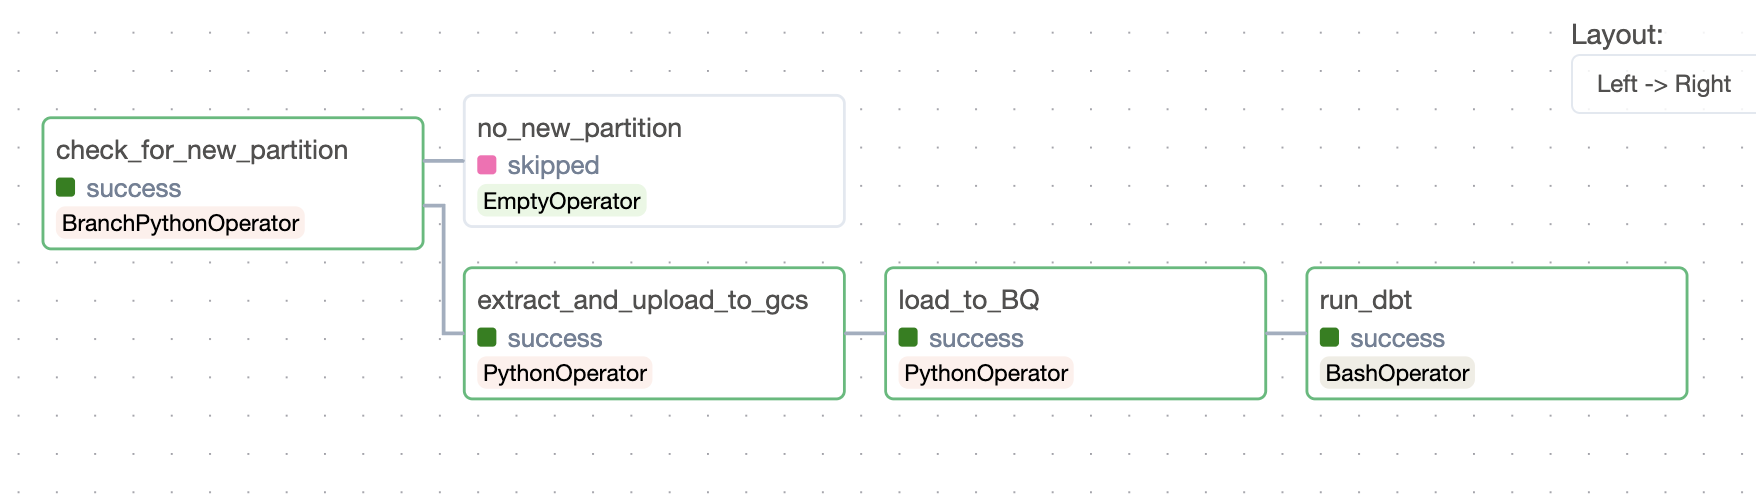 Layout:
Left -> Right
check_for_new_partition
success
BranchPythonOperator
no_new_partition
skipped
EmptyOperator
extract_and_upload_to_gcs
success
PythonOperator
load_to_BQ
success
PythonOperator
run_dbt
success
BashOperator